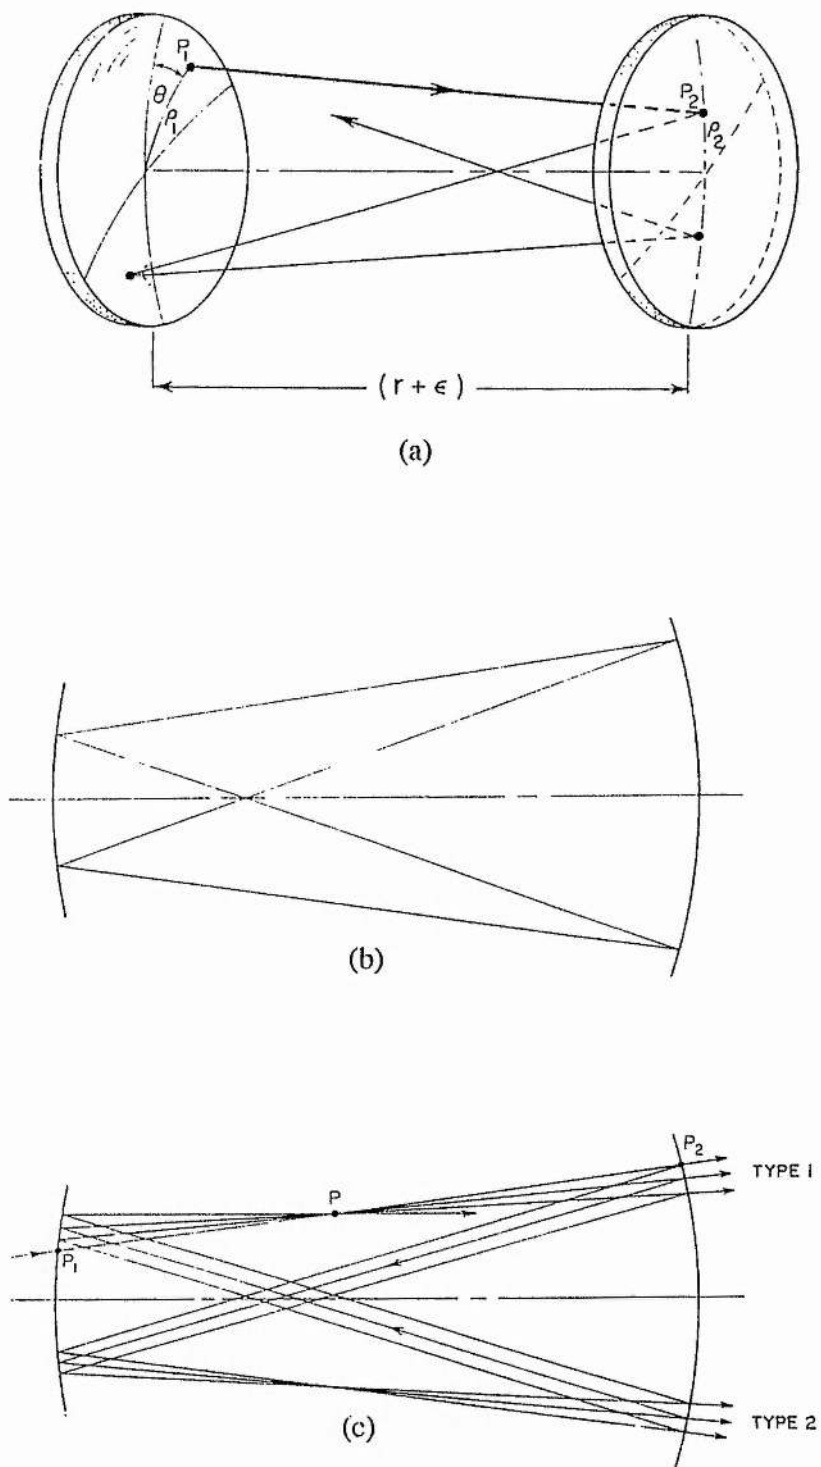 P₁
θ
ρ₁
P₂
ρ₂
(r + ϵ)
(a)
(b)
P₂
TYPE 1
P
P₁
TYPE 2
(c)